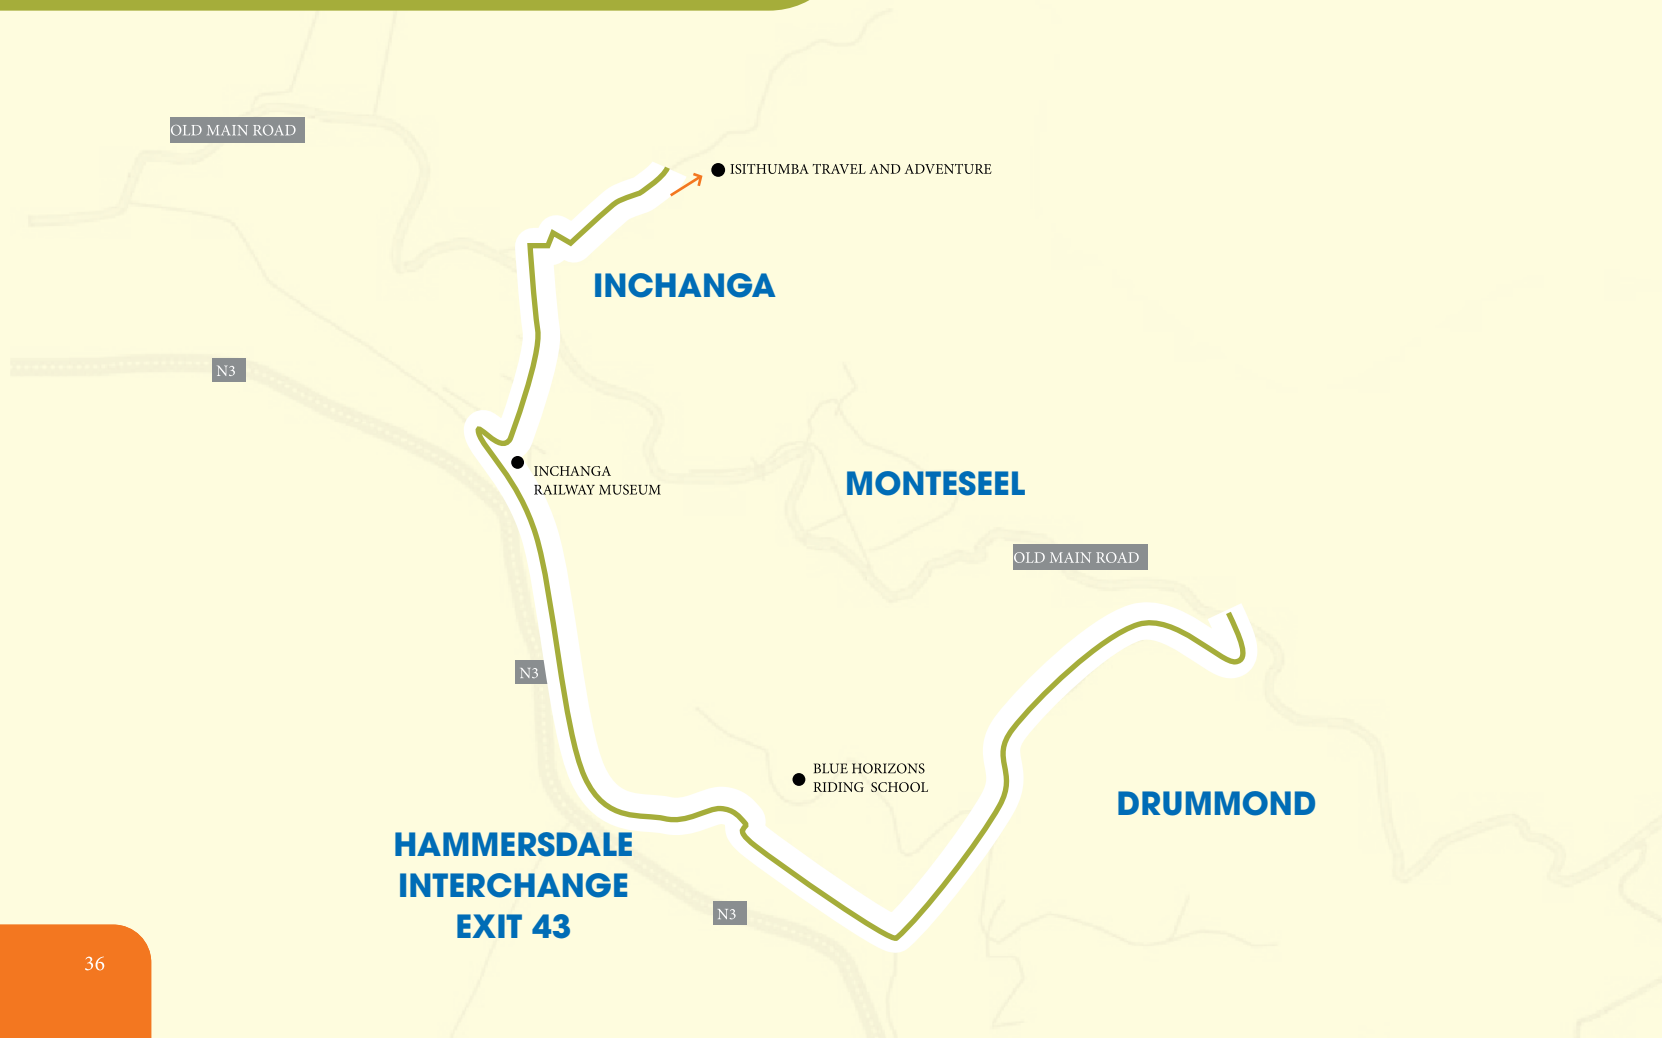 OLD MAIN ROAD
ISITHUMBA TRAVEL AND ADVENTURE
INCHANGA
N3
INCHANGA
RAILWAY MUSEUM
MONTESEEL
OLD MAIN ROAD
N3
BLUE HORIZONS
RIDING SCHOOL
DRUMMOND
HAMMERSDALE
INTERCHANGE
EXIT 43
N3
36